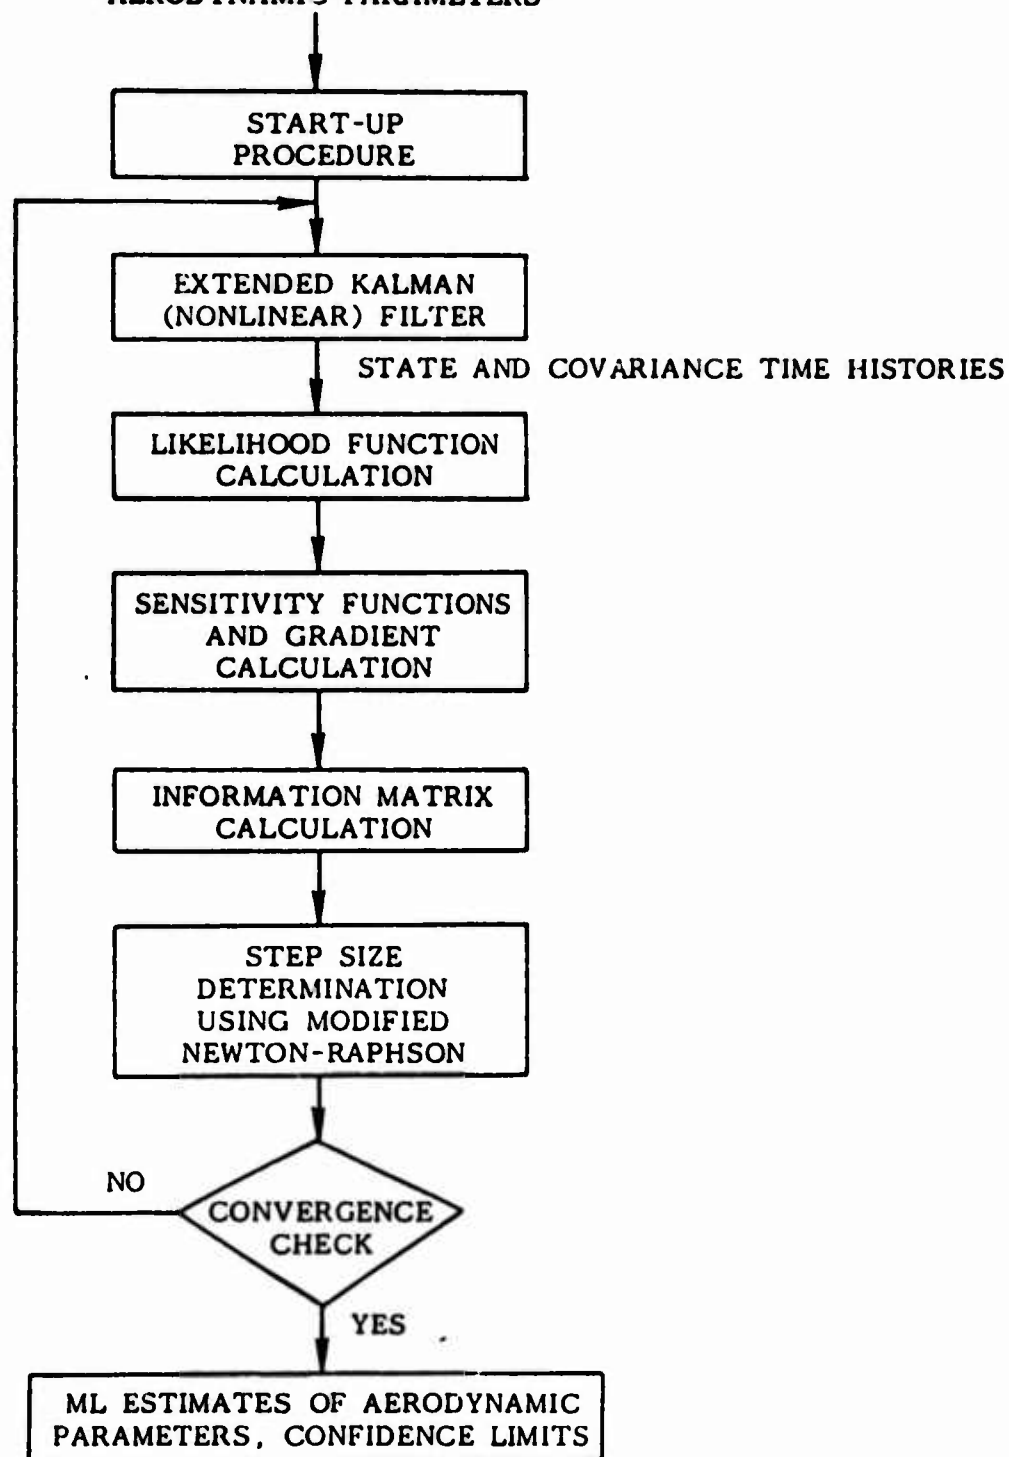 AERODYNAMIC PARAMETERS
START-UP
PROCEDURE
EXTENDED KALMAN
(NONLINEAR) FILTER
STATE AND COVARIANCE TIME HISTORIES
LIKELIHOOD FUNCTION
CALCULATION
SENSITIVITY FUNCTIONS
AND GRADIENT
CALCULATION
INFORMATION MATRIX
CALCULATION
STEP SIZE
DETERMINATION
USING MODIFIED
NEWTON-RAPHSON
NO
CONVERGENCE
CHECK
YES
ML ESTIMATES OF AERODYNAMIC
PARAMETERS, CONFIDENCE LIMITS